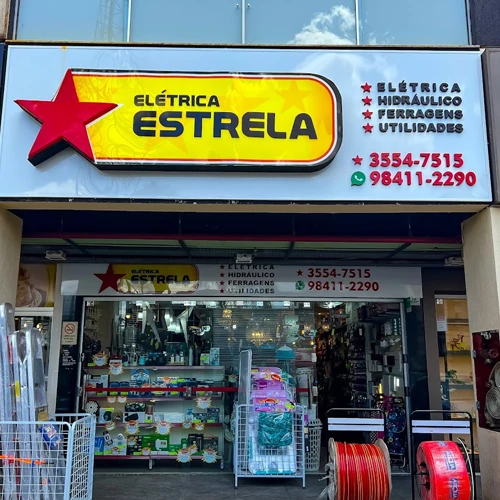 ELÉTRICA
ESTRELA
ELÉTRICA
HIDRÁULICO
FERRAGENS
UTILIDADES
3554-7515
98411-2290
ELÉTRICA
ESTRELA
ELÉTRICA
HIDRÁULICO
FERRAGENS
UTILIDADES
3554-7515
98411-2290